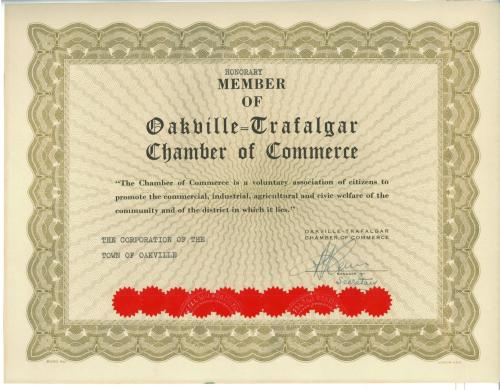 HONORARY
MEMBER
OF
Oakville=Trafalgar
Chamber of Commerce
"The Chamber of Commerce is a voluntary association of citizens to
promote the commercial, industrial, agricultural and civic welfare of the
community and of the district in which it lies."
OAKVILLE-TRAFALGAR
CHAMBER OF COMMERCE
THE CORPORATION OF THE
TOWN OF OAKVILLE
MANAGER
Secretary